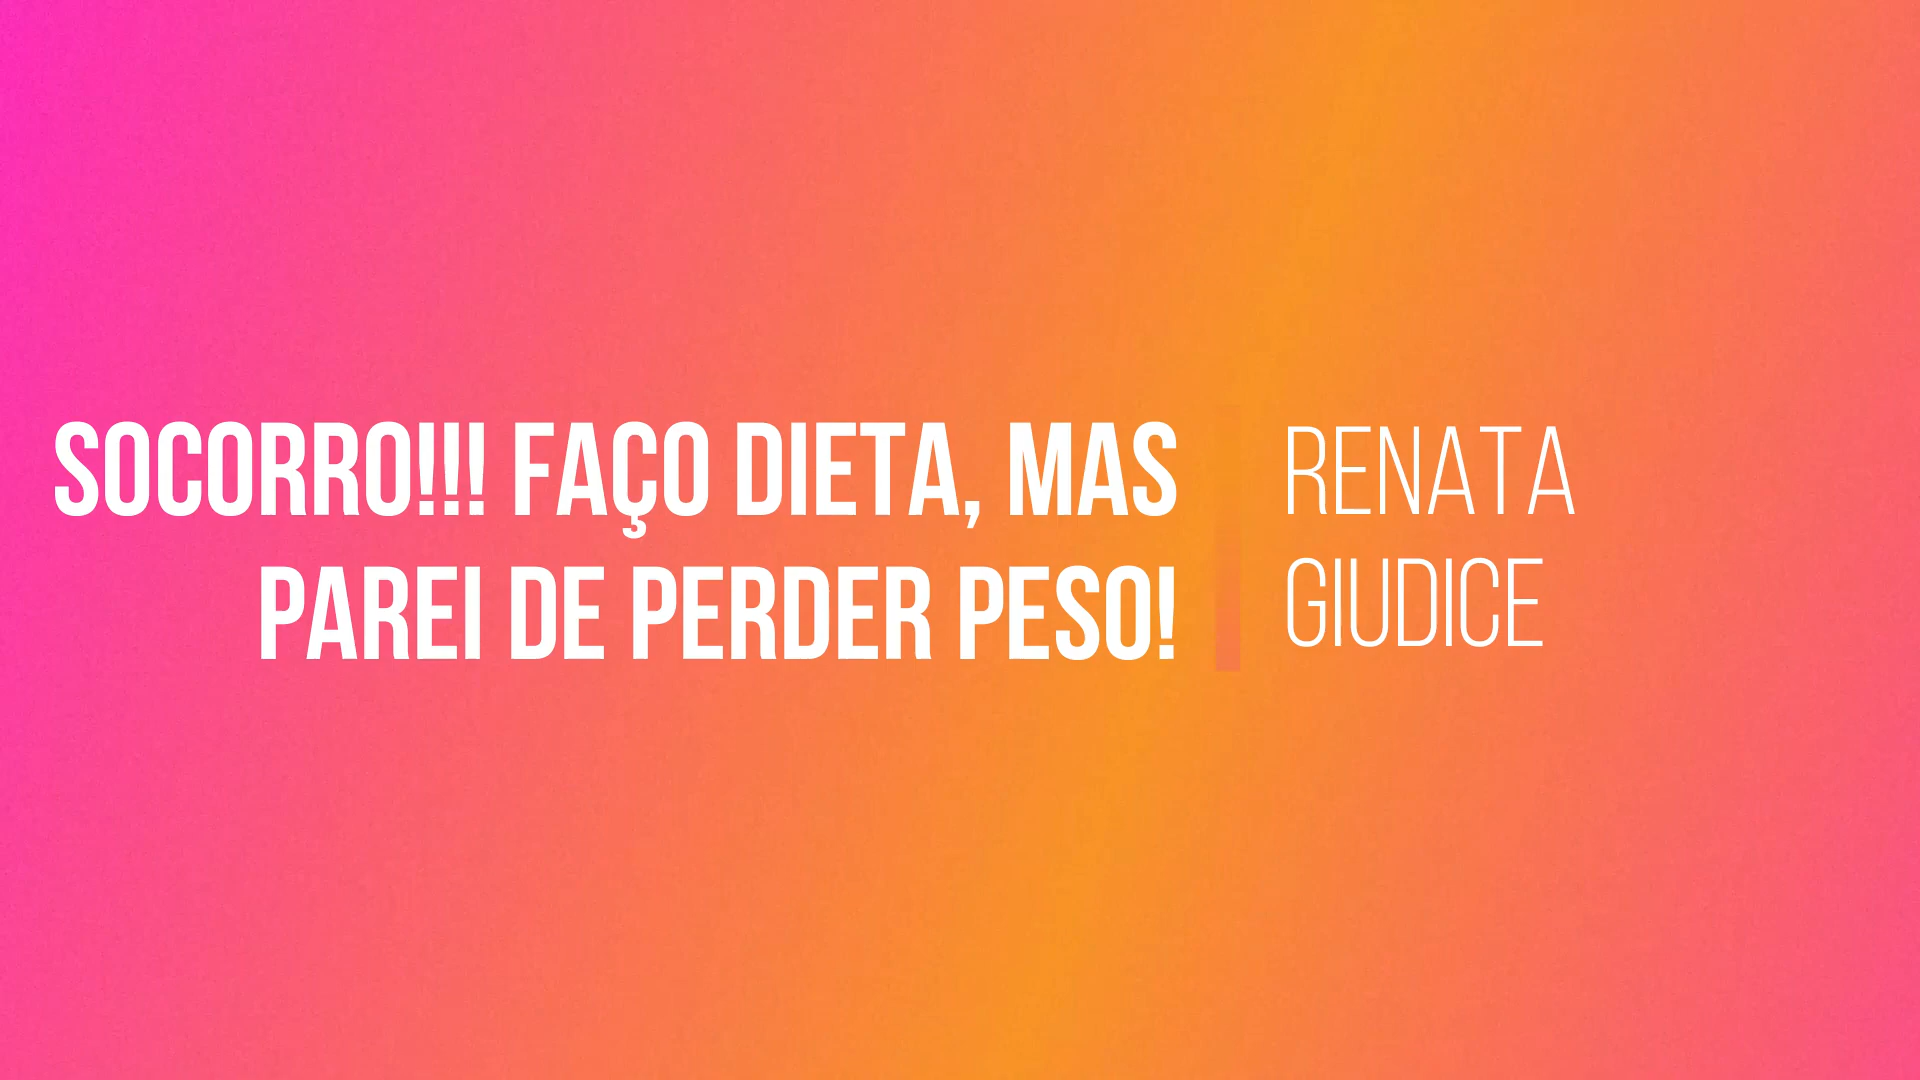 SOCORRO!!! FAÇO DIETA, MAS
PAREI DE PERDER PESO!
RENATA
GIUDICE